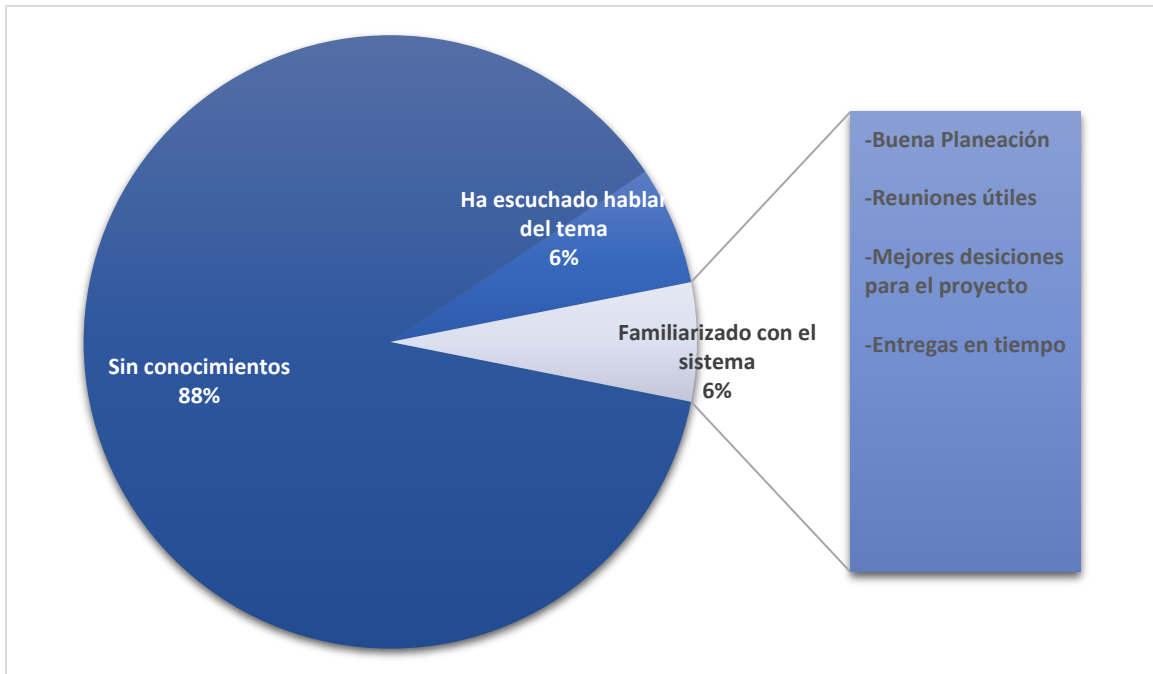 Ha escuchado hablar
del tema
6%
Familiarizado con el
sistema
6%
Sin conocimientos
88%
-Buena Planeación
-Reuniones útiles
-Mejores desiciones
para el proyecto
-Entregas en tiempo